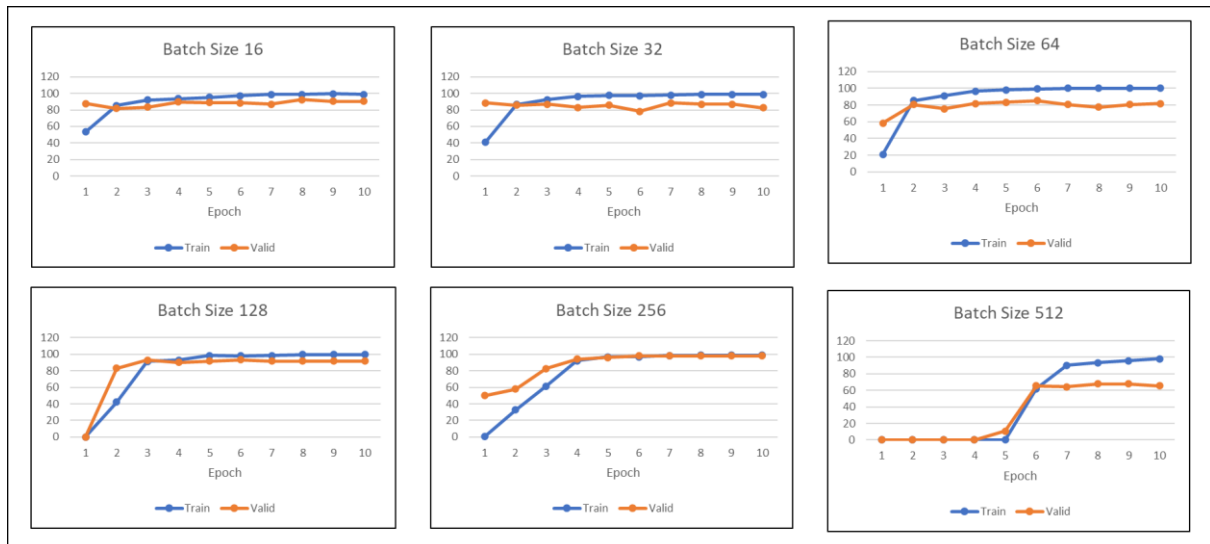 Batch Size 16
120
100
80
60
40
20
0
1 2 3 4 5 6 7 8 9 10
Epoch
Train Valid
Batch Size 32
120
100
80
60
40
20
0
1 2 3 4 5 6 7 8 9 10
Epoch
Train Valid
Batch Size 64
120
100
80
60
40
20
0
1 2 3 4 5 6 7 8 9 10
Epoch
Train Valid
Batch Size 128
120
100
80
60
40
20
0
1 2 3 4 5 6 7 8 9 10
Epoch
Train Valid
Batch Size 256
120
100
80
60
40
20
0
1 2 3 4 5 6 7 8 9 10
Epoch
Train Valid
Batch Size 512
120
100
80
60
40
20
0
1 2 3 4 5 6 7 8 9 10
Epoch
Train Valid